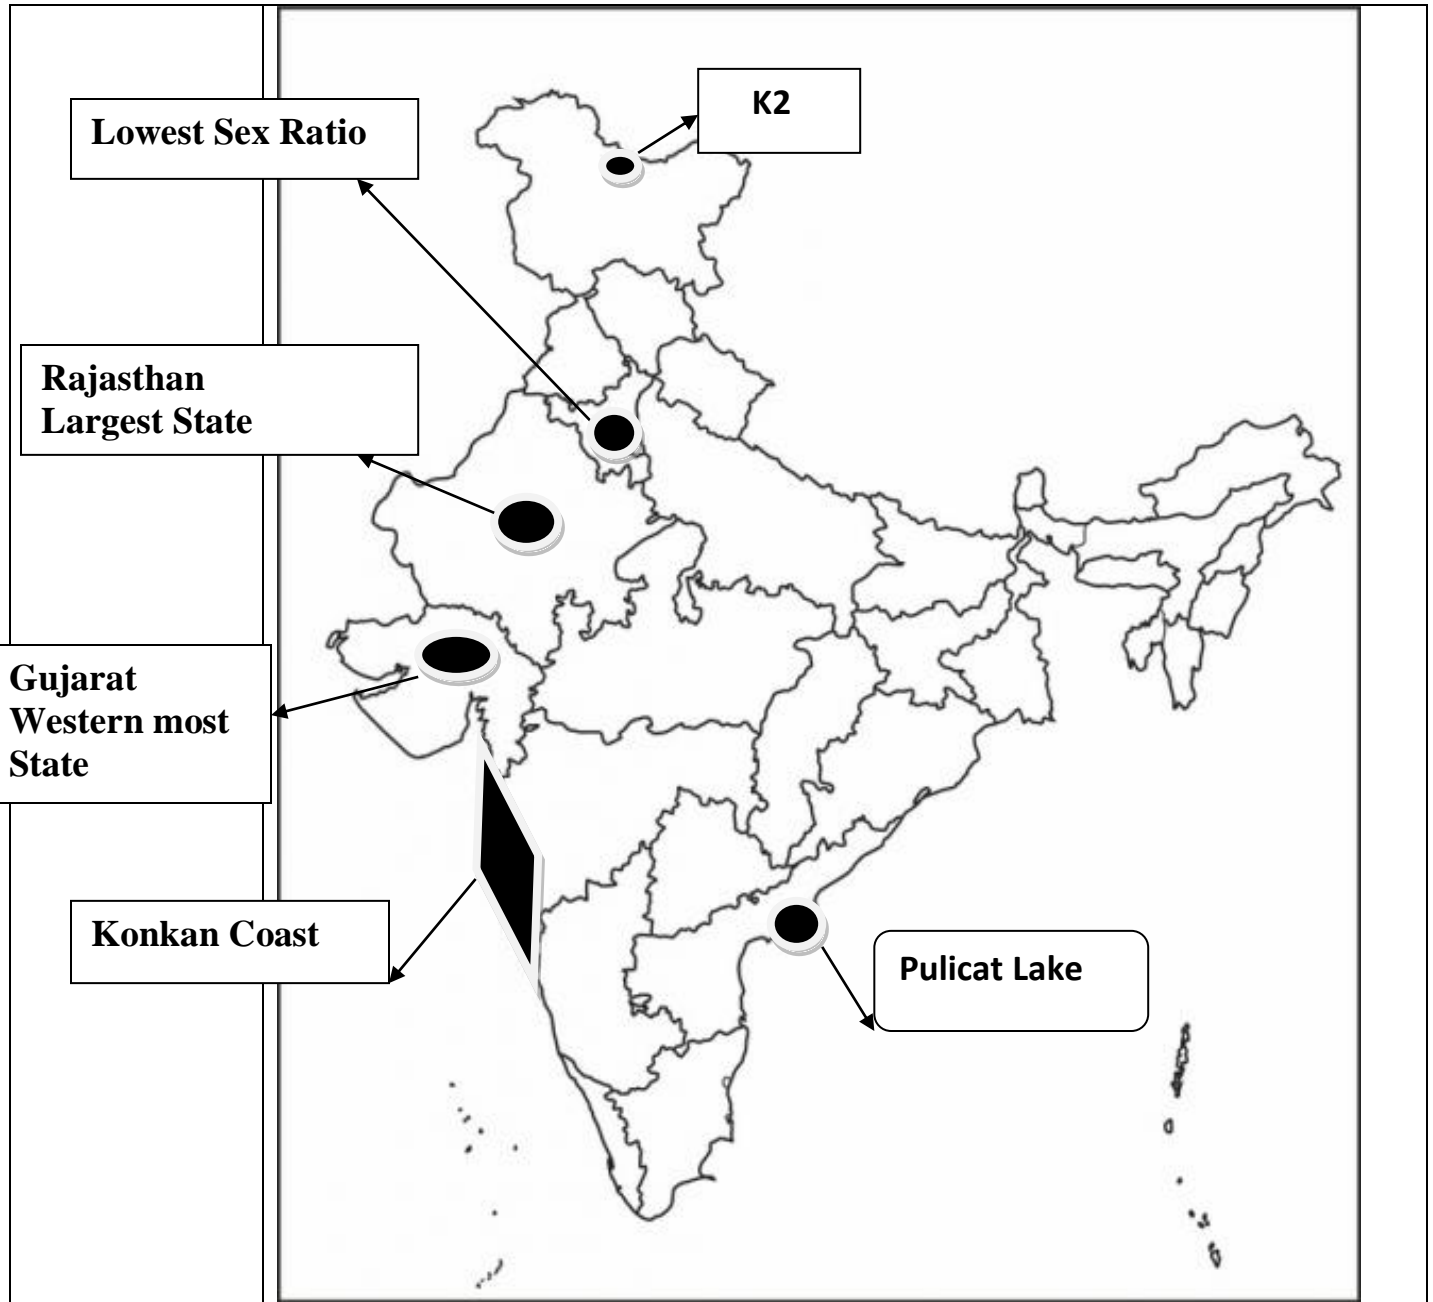 K2
Lowest Sex Ratio
Rajasthan
Largest State
Gujarat
Western most
State
Konkan Coast
Pulicat Lake